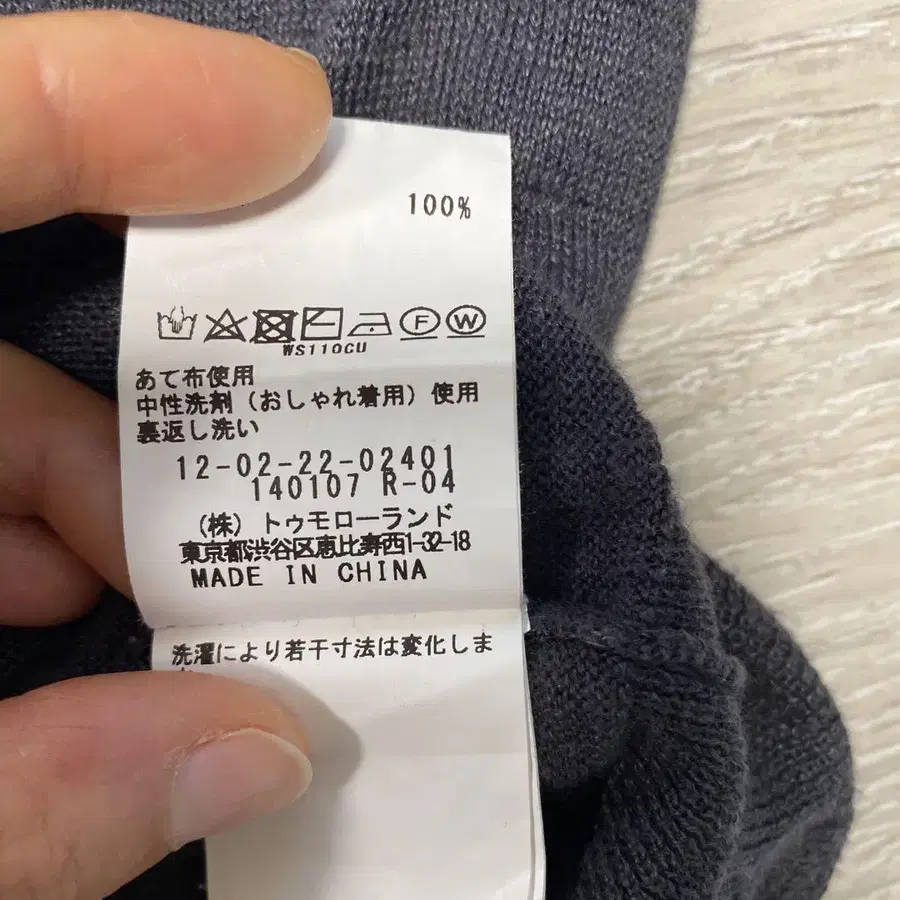 100%
F W
WS110CU
あて布使用
中性洗剤（おしゃれ着用）使用
裏返し洗い
12-02-22-02401
140107 R-04
（株）トゥモローランド
東京都渋谷区恵比寿西1-32-18
MADE IN CHINA
洗濯により若干寸法は変化しま